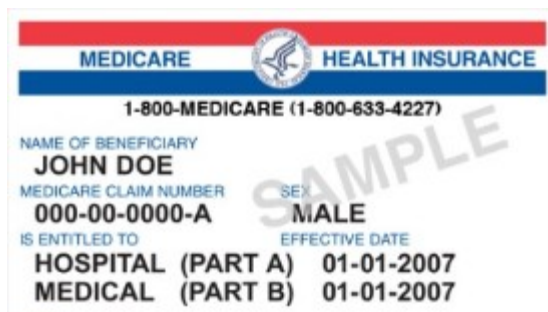 MEDICARE HEALTH INSURANCE
1-800-MEDICARE (1-800-633-4227)
NAME OF BENEFICIARY
JOHN DOE
MEDICARE CLAIM NUMBER SEX
000-00-0000-A MALE
IS ENTITLED TO EFFECTIVE DATE
HOSPITAL (PART A) 01-01-2007
MEDICAL (PART B) 01-01-2007
SAMPLE